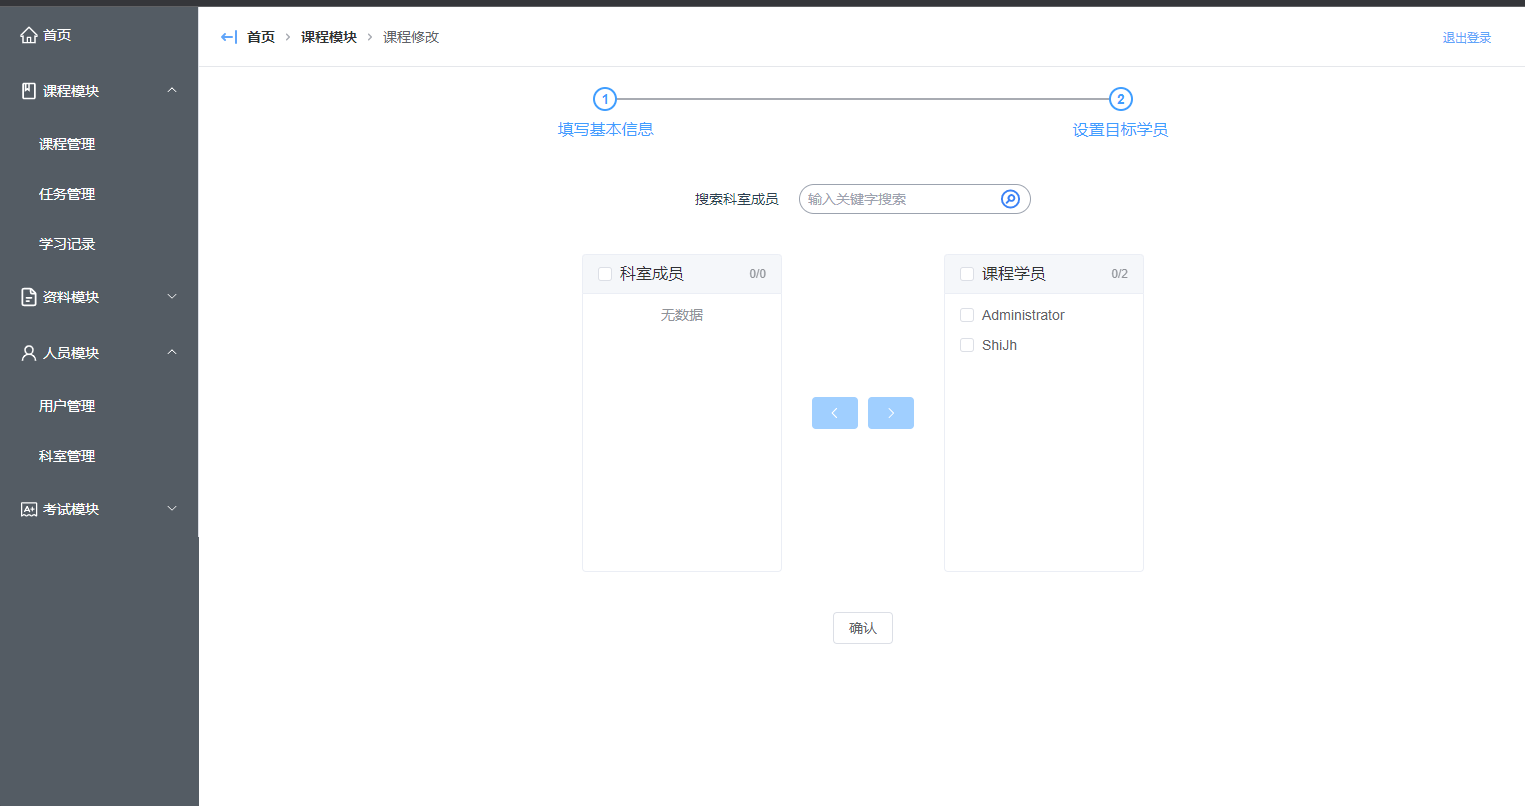 首页
课程模块
课程管理
任务管理
学习记录
资料模块
人员模块
用户管理
科室管理
考试模块
首页 > 课程模块 > 课程修改
退出登录
1
2
填写基本信息
设置目标学员
搜索科室成员
输入关键字搜索
科室成员 0/0
无数据
课程学员 0/2
Administrator
ShiJh
确认